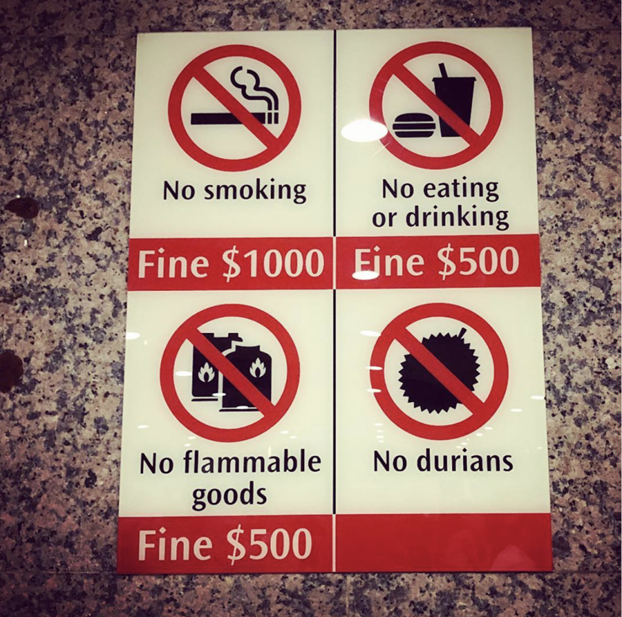 No smoking
No eating
or drinking
Fine $1000
Fine $500
No flammable
goods
No durians
Fine $500